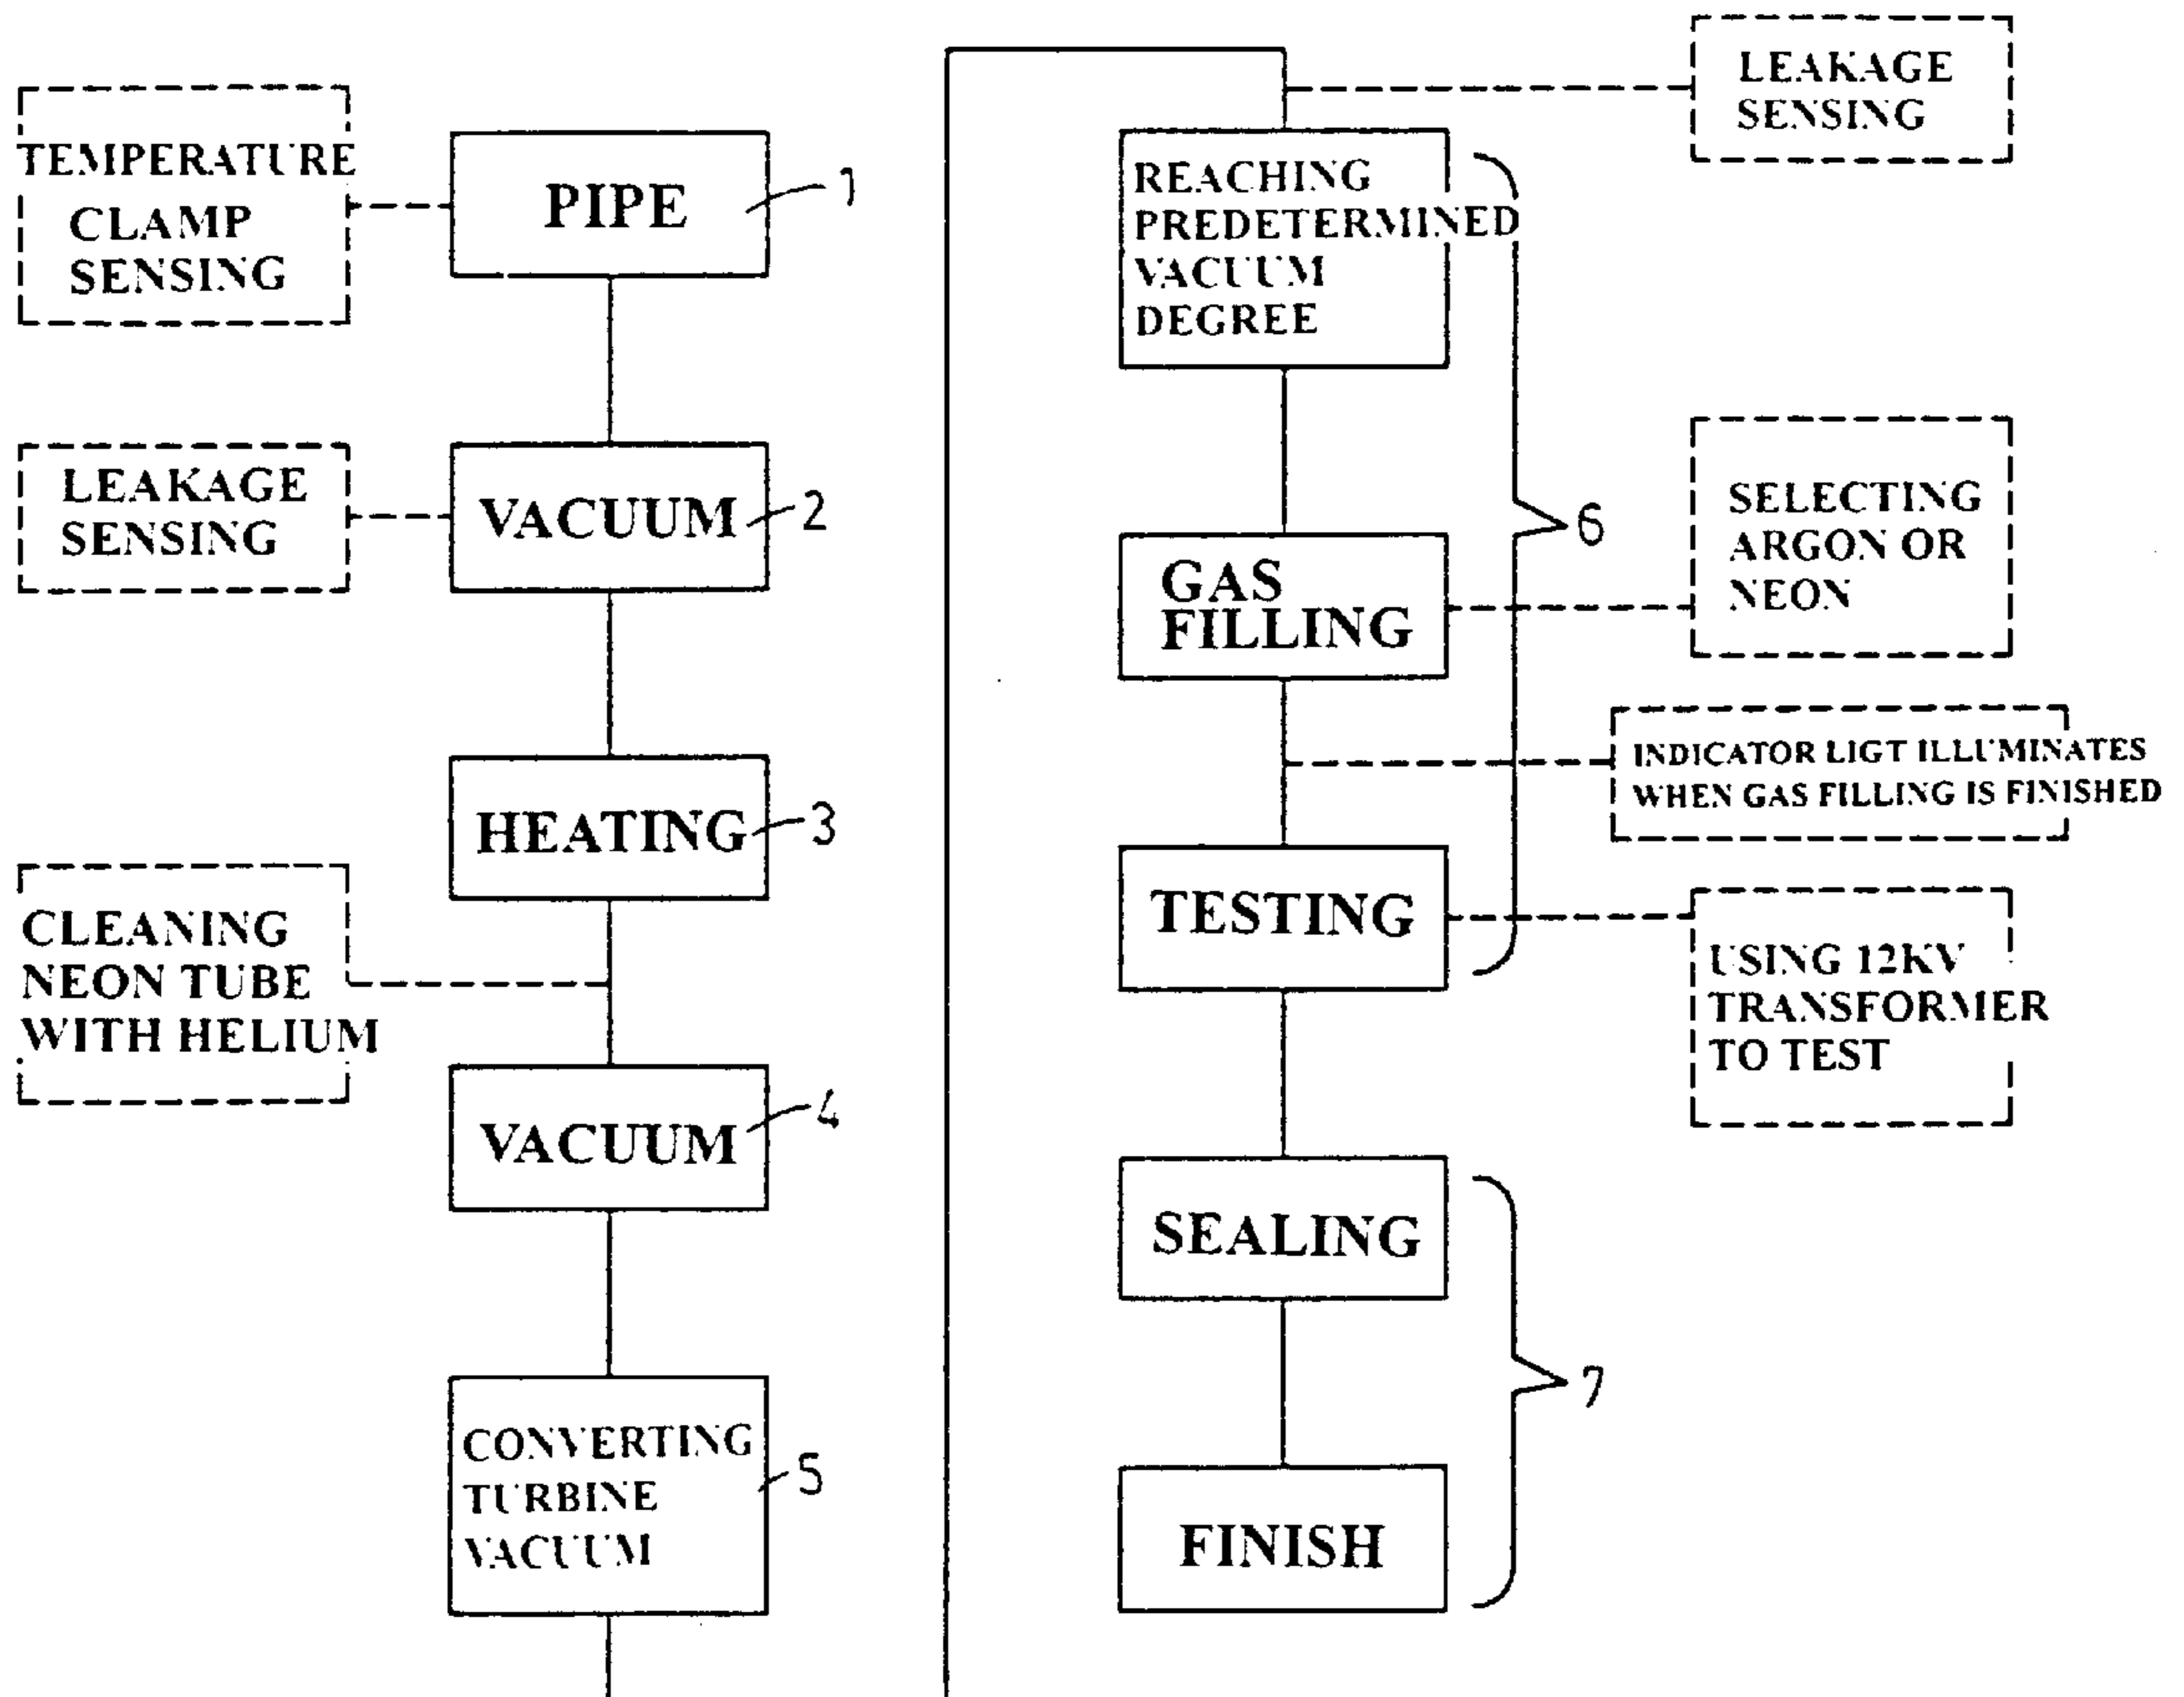 TEMPERATURE
CLAMP
SENSING
PIPE
1
LEAKAGE
SENSING
VACUUM
2
HEATING
3
CLEANING
NEON TUBE
WITH HELIUM
VACUUM
4
CONVERTING
TURBINE
VACUUM
5
LEAKAGE
SENSING
REACHING
PREDETERMINED
VACUUM
DEGREE
6
GAS
FILLING
SELECTING
ARGON OR
NEON
INDICATOR LIGT ILLUMINATES
WHEN GAS FILLING IS FINISHED
TESTING
USING 12KV
TRANSFORMER
TO TEST
SEALING
7
FINISH